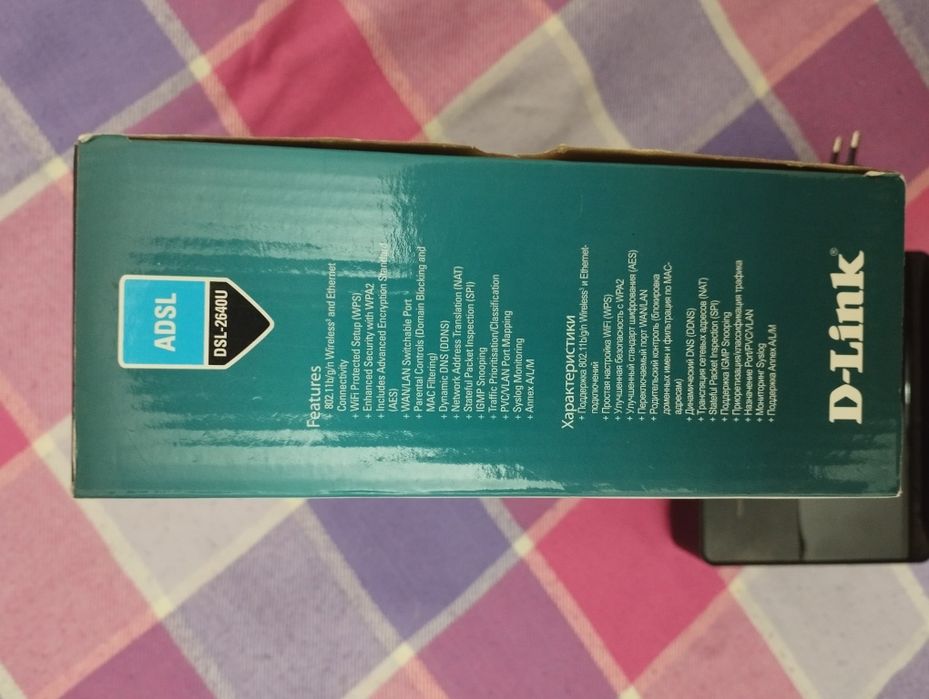 ADSL
DSL-2640U
Features
+ 802.11b/g/n Wireless² and Ethernet
Connectivity
+ WiFi Protected Setup (WPS)
+ Enhanced Security with WPA2
+ Includes Advanced Encryption Standard
(AES)
+ WAN/LAN Switchable Port
+ Parental Controls (Domain Blocking and
MAC Filtering)
+ Dynamic DNS (DDNS)
+ Network Address Translation (NAT)
+ Stateful Packet Inspection (SPI)
+ IGMP Snooping
+ Traffic Prioritisation/Classification
+ PVC/VLAN Port Mapping
+ Syslog Monitoring
+ Annex A/L/M
Характеристики
+ Поддержка 802.11b/g/n Wireless¹ и Ethernet-
подключений
+ Простая настройка WiFi (WPS)
+ Улучшенная безопасность с WPA2
+ Улучшенный стандарт шифрования (AES)
+ Переключаемый порт WAN/LAN
+ Родительский контроль (блокировка
доменных имен и фильтрация по MAC-
адресам)
+ Динамический DNS (DDNS)
+ Трансляция сетевых адресов (NAT)
+ Stateful Packet Inspection (SPI)
+ Поддержка IGMP Snooping
+ Приоретизация/классификация трафика
+ Назначение Port/PVC/VLAN
+ Мониторинг Syslog
+ Поддержка Annex A/L/M
D-Link®